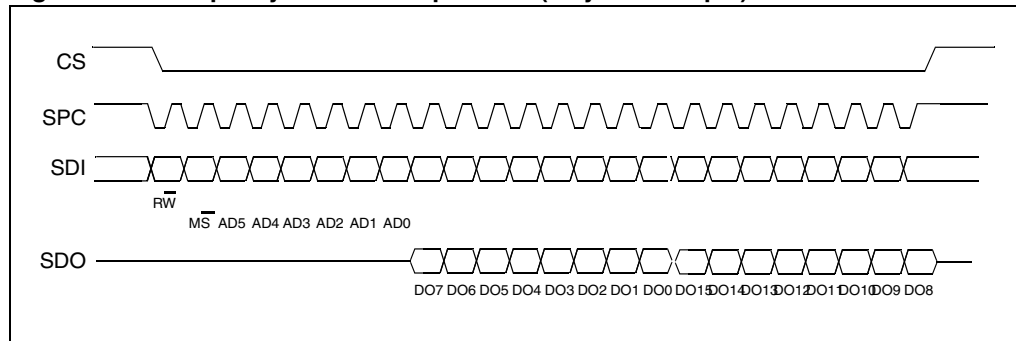 CS
SPC
SDI
RW
MS AD5 AD4 AD3 AD2 AD1 AD0
SDO
DO7 DO6 DO5 DO4 DO3 DO2 DO1 DO0 DO15 DO14 DO13 DO12 DO11 DO10 DO9 DO8